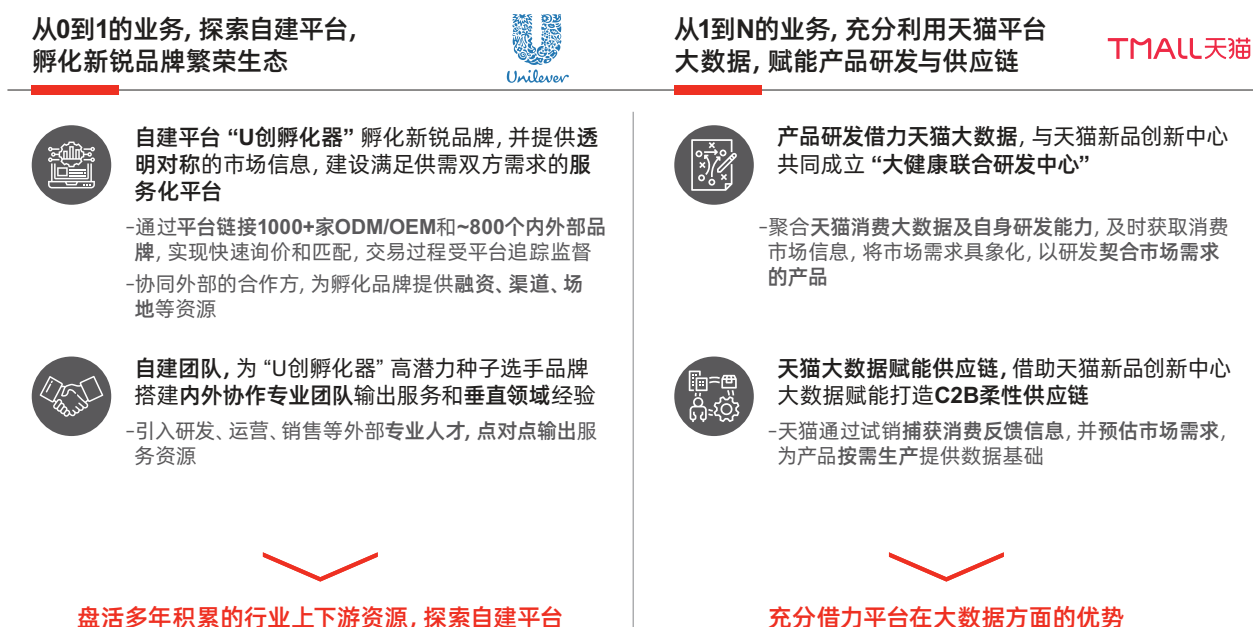 从0到1的业务, 探索自建平台,
孵化新锐品牌繁荣生态
Unilever
自建平台 “U创孵化器” 孵化新锐品牌, 并提供透
明对称的市场信息, 建设满足供需双方需求的服
务化平台
–通过平台链接1000+家ODM/OEM和~800个内外部品
牌, 实现快速询价和匹配, 交易过程受平台追踪监督
–协同外部的合作方, 为孵化品牌提供融资、渠道、场
地等资源
自建团队, 为 “U创孵化器” 高潜力种子选手品牌
搭建内外协作专业团队输出服务和垂直领域经验
–引入研发、运营、销售等外部专业人才, 点对点输出服
务资源
盘活多年积累的行业上下游资源, 探索自建平台
从1到N的业务, 充分利用天猫平台
大数据, 赋能产品研发与供应链
TMALL天猫
产品研发借力天猫大数据, 与天猫新品创新中心
共同成立 “大健康联合研发中心”
–聚合天猫消费大数据及自身研发能力, 及时获取消费
市场信息, 将市场需求具象化, 以研发契合市场需求
的产品
天猫大数据赋能供应链, 借助天猫新品创新中心
大数据赋能打造C2B柔性供应链
–天猫通过试销捕获消费反馈信息, 并预估市场需求,
为产品按需生产提供数据基础
充分借力平台在大数据方面的优势